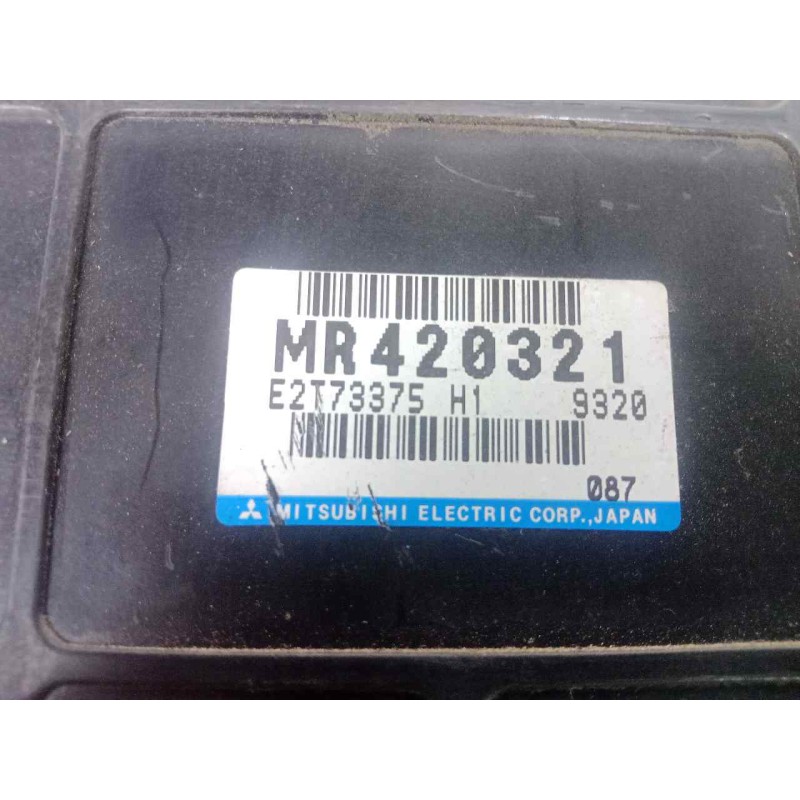 MR420321
E2T73375 H1 9320
087
MITSUBISHI ELECTRIC CORP.,JAPAN